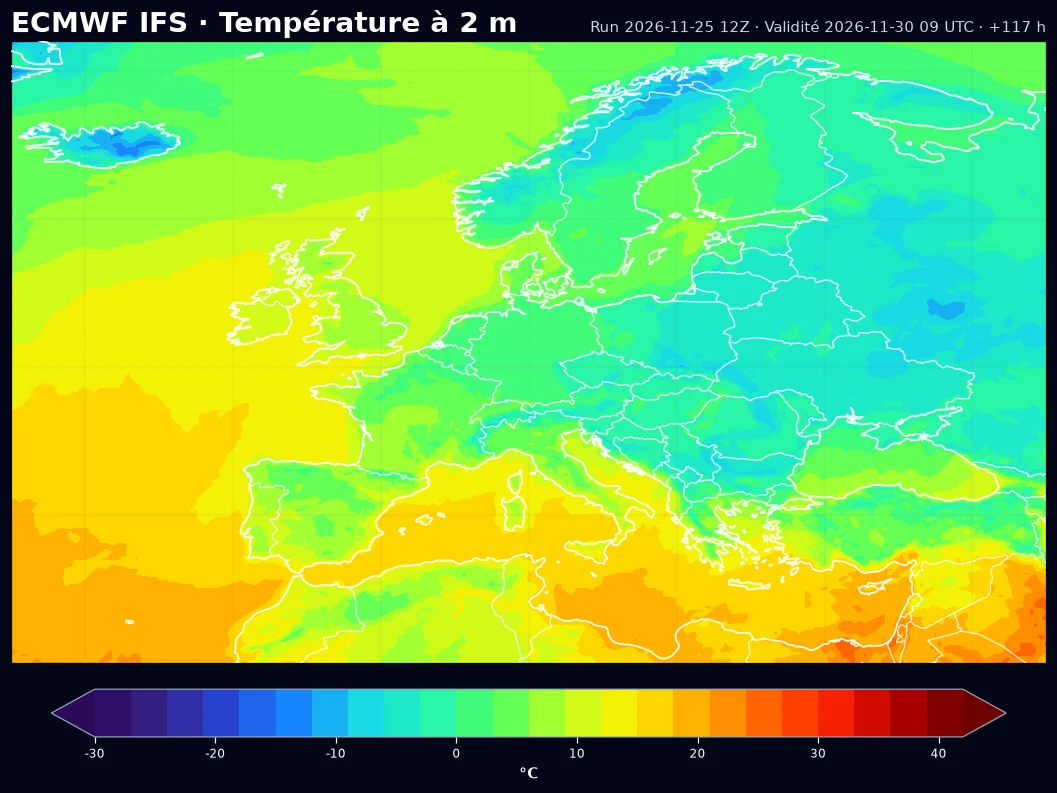 ECMWF IFS · Température à 2 m
Run 2026-11-25 12Z · Validité 2026-11-30 09 UTC · +117 h
-30 -20 -10 0 10 20 30 40
°C